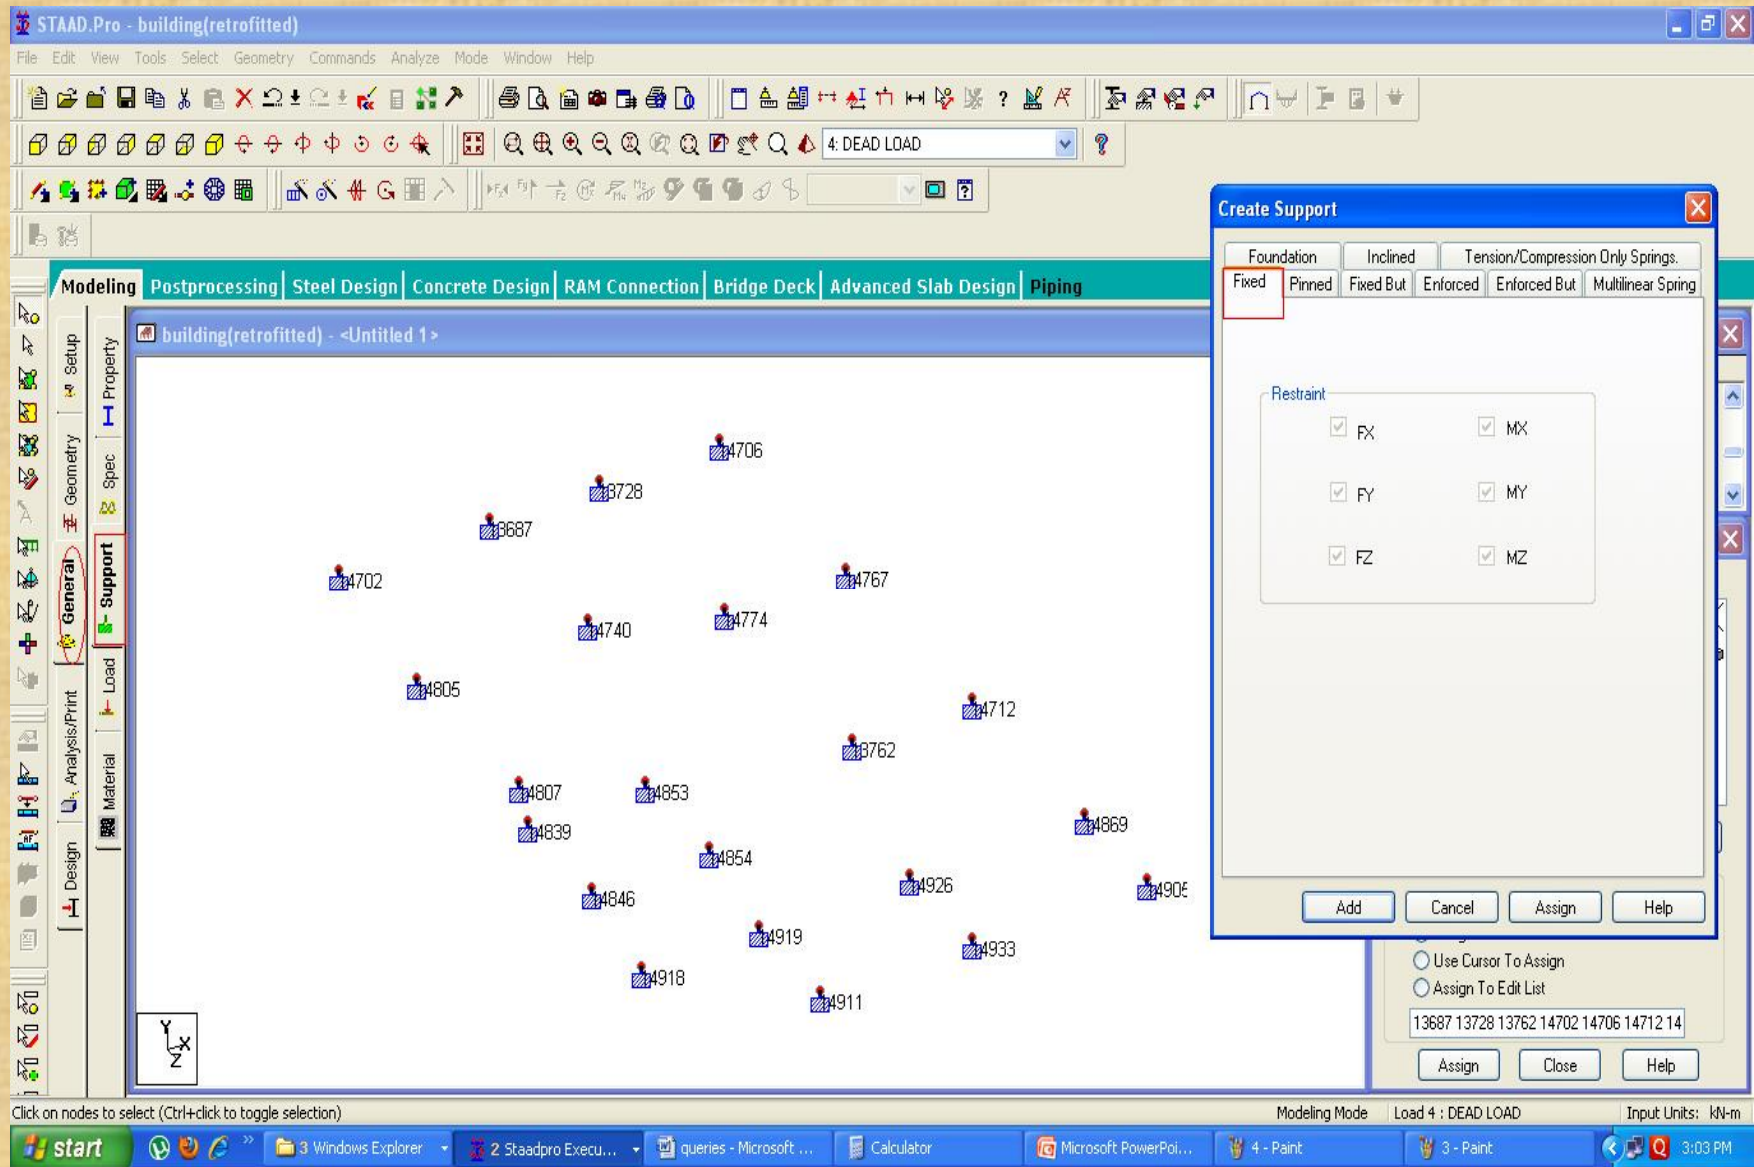 STAAD.Pro - building(retrofitted)
File Edit View Tools Select Geometry Commands Analyze Mode Window Help
4: DEAD LOAD
Modeling Postprocessing Steel Design Concrete Design RAM Connection Bridge Deck Advanced Slab Design Piping
building(retrofitted) - <Untitled 1>
Setup
Geometry
General
Analysis/Print
Design
Property
Spec
Support
Load
Material
4706
3728
3687
4702
4767
4774
4740
4805
4712
3762
4807
4853
4839
4869
4854
4926
4905
4846
4919
4933
4918
4911
Y
X
Z
Create Support
Foundation Inclined Tension/Compression Only Springs.
Fixed Pinned Fixed But Enforced Enforced But Multilinear Spring
Restraint
FX MX
FY MY
FZ MZ
Add Cancel Assign Help
Use Cursor To Assign
Assign To Edit List
13687 13728 13762 14702 14706 14712 14
Assign Close Help
Click on nodes to select (Ctrl+click to toggle selection)
Modeling Mode Load 4 : DEAD LOAD Input Units: kN-m
start 3 Windows Explorer 2 Staadpro Execu... queries - Microsoft ... Calculator Microsoft PowerPoi... 4 - Paint 3 - Paint 3:03 PM